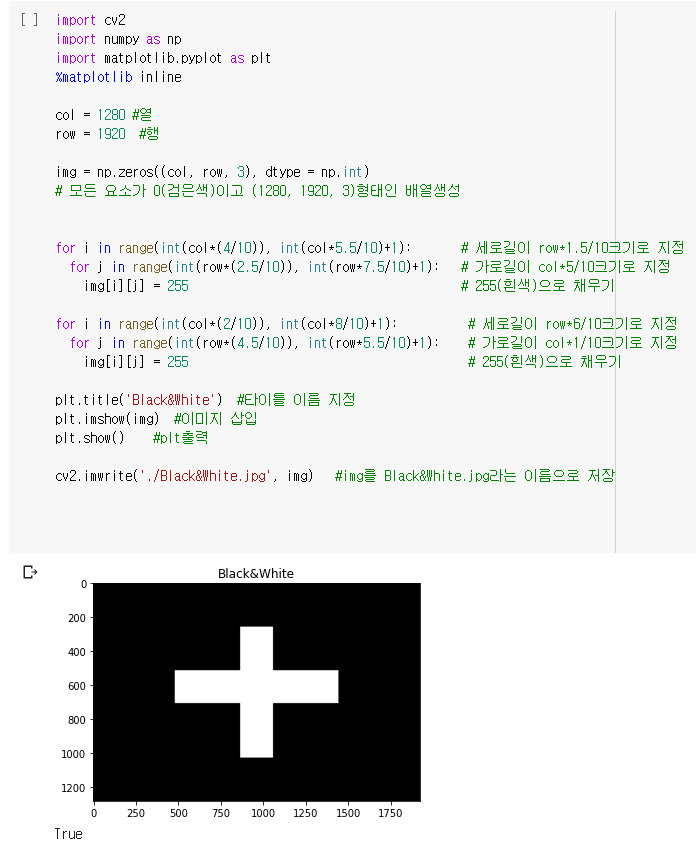 [ ] import cv2
import numpy as np
import matplotlib.pyplot as plt
%matplotlib inline
col = 1280 #열
row = 1920 #행
img = np.zeros((col, row, 3), dtype = np.int)
# 모든 요소가 0(검은색)이고 (1280, 1920, 3)형태인 배열생성
for i in range(int(col*(4/10)), int(col*5.5/10)+1): # 세로길이 row*1.5/10크기로 지정
for j in range(int(row*(2.5/10)), int(row*7.5/10)+1): # 가로길이 col*5/10크기로 지정
img[i][j] = 255 # 255(흰색)으로 채우기
for i in range(int(col*(2/10)), int(col*8/10)+1): # 세로길이 row*6/10크기로 지정
for j in range(int(row*(4.5/10)), int(row*5.5/10)+1): # 가로길이 col*1/10크기로 지정
img[i][j] = 255 # 255(흰색)으로 채우기
plt.title('Black&White') #타이틀 이름 지정
plt.imshow(img) #이미지 삽입
plt.show() #plt출력
cv2.imwrite('./Black&White.jpg', img) #img를 Black&White.jpg라는 이름으로 저장
Black&White
0
200
400
600
800
1000
1200
0 250 500 750 1000 1250 1500 1750
True